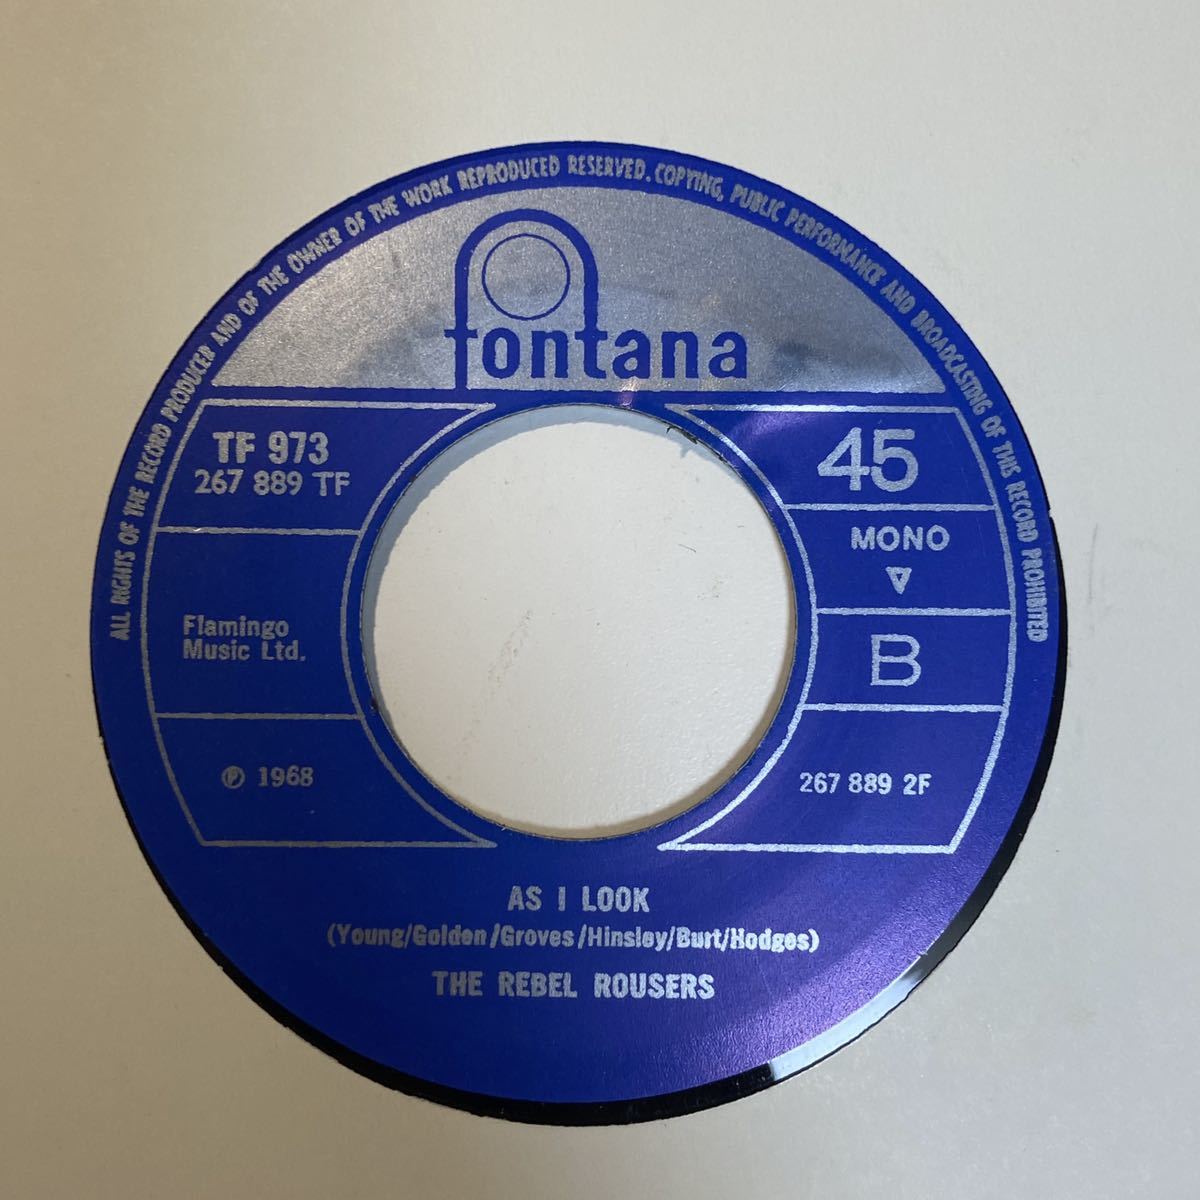 ALL RIGHTS OF THE RECORD PRODUCER AND OF THE OWNER OF THE WORK REPRODUCED RESERVED. COPYING, PUBLIC PERFORMANCE AND BROADCASTING OF THIS RECORD PROHIBITED
fontana
TF 973
267 889 TF
45
MONO
Flamingo
Music Ltd.
B
℗ 1968
267 889 2F
AS I LOOK
(Young/Golden/Groves/Hinsley/Burt/Hodges)
THE REBEL ROUSERS